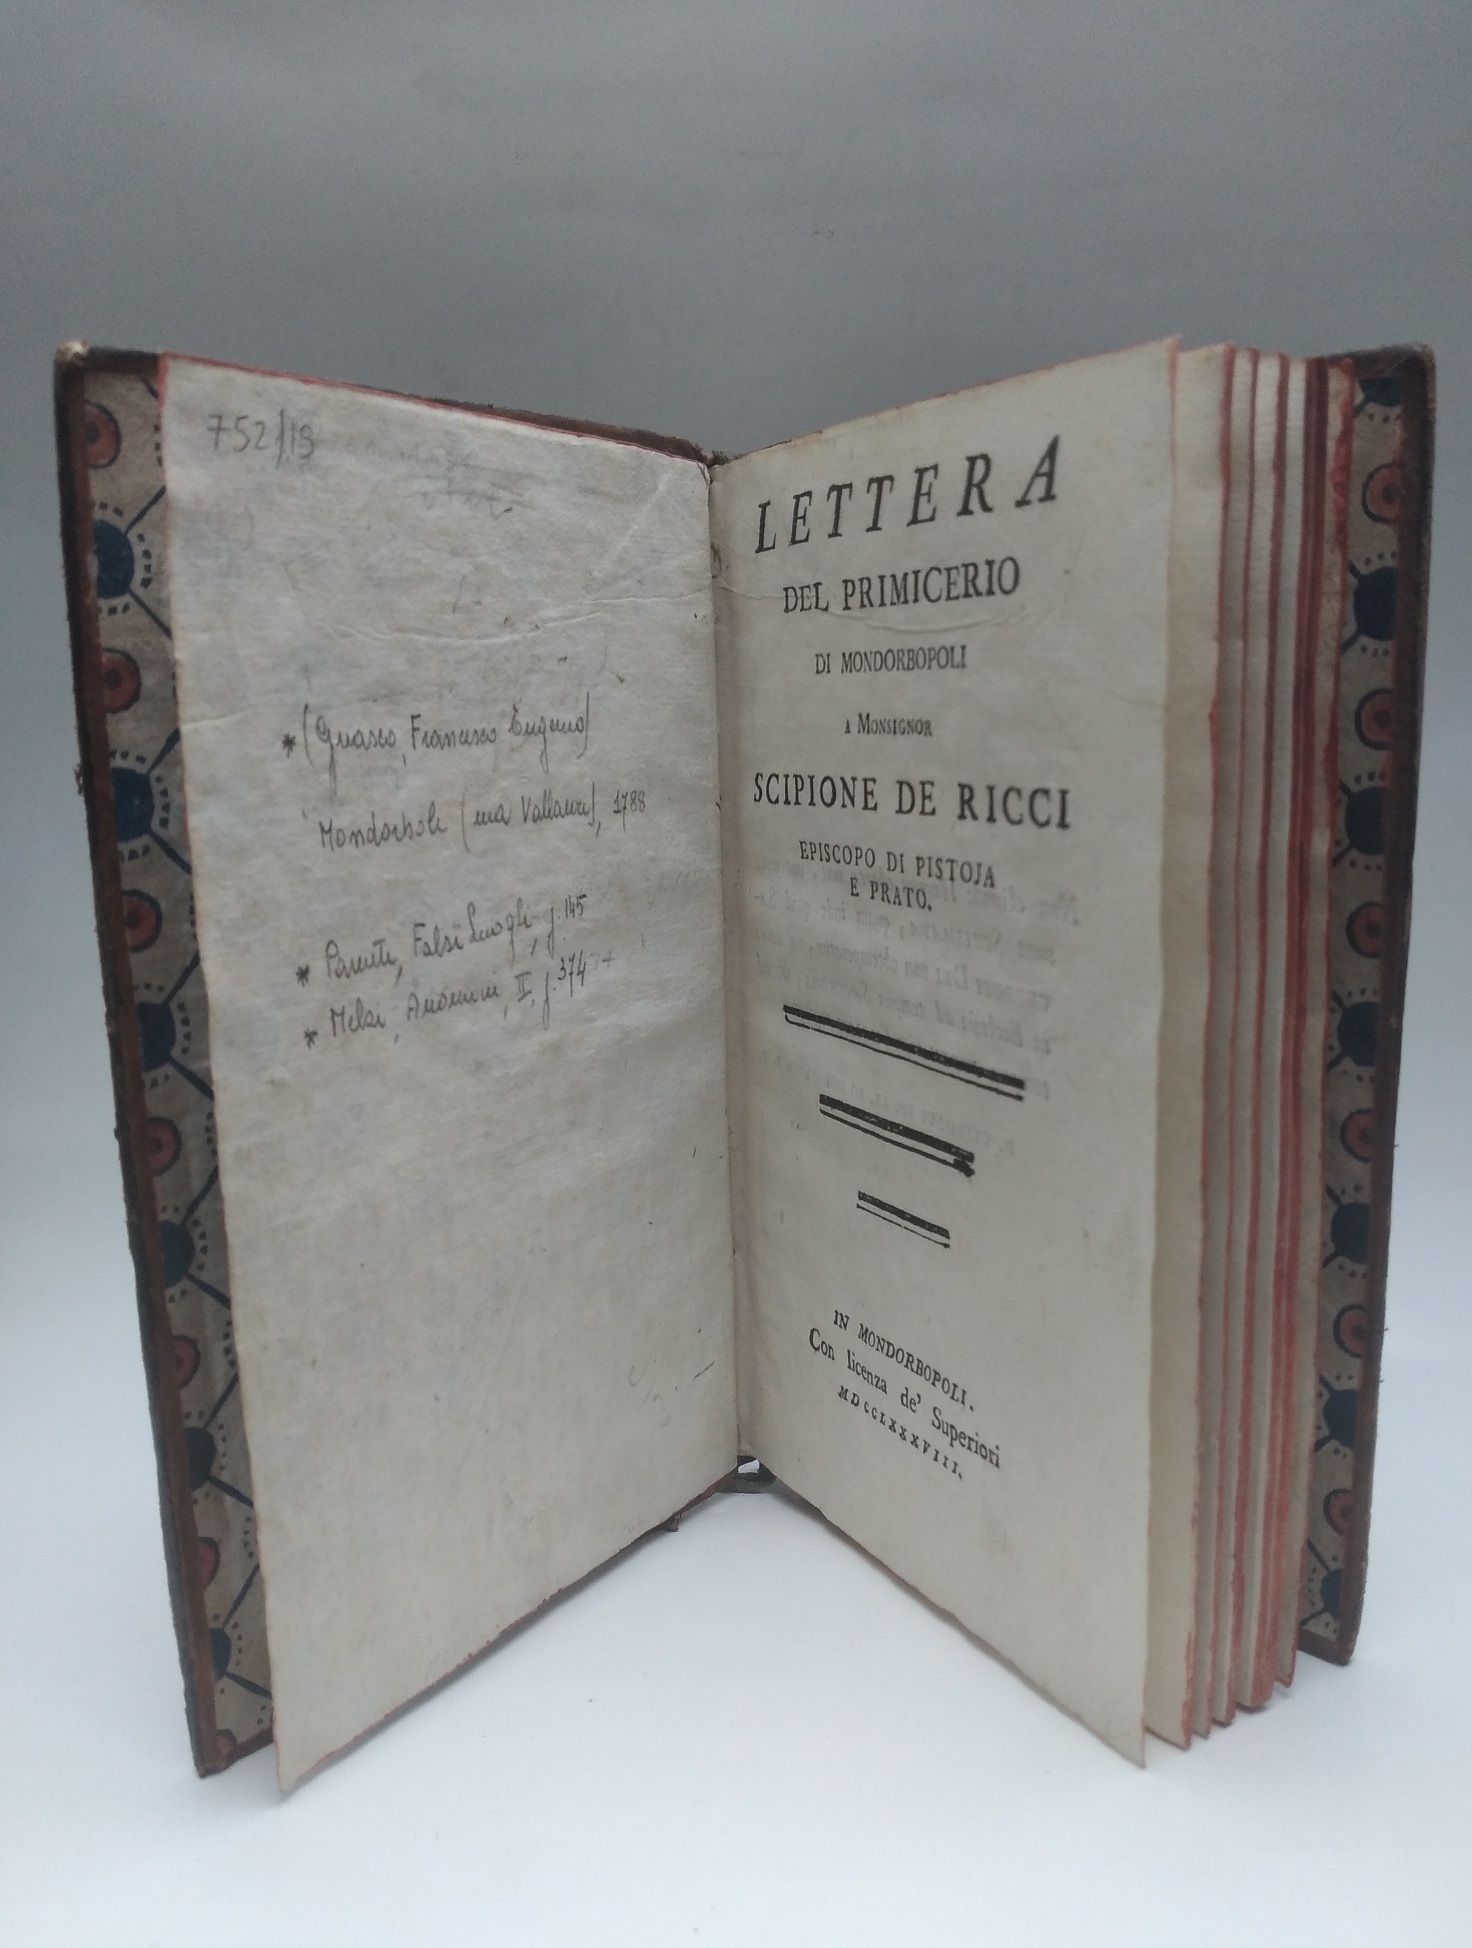 752/19
* (Guasco, Francesco Eugenio)
Mondorboli (ma Vallauri), 1788
* Parenti, Falsi Luoghi, f. 145
* Melzi, Anonimi, II, f. 374
LETTERA
DEL PRIMICERIO
DI MONDORBOPOLI
A MONSIGNOR
SCIPIONE DE RICCI
EPISCOPO DI PISTOJA
E PRATO.
IN MONDORBOPOLI.
Con licenza de' Superiori
MDCCLXXXVIII.